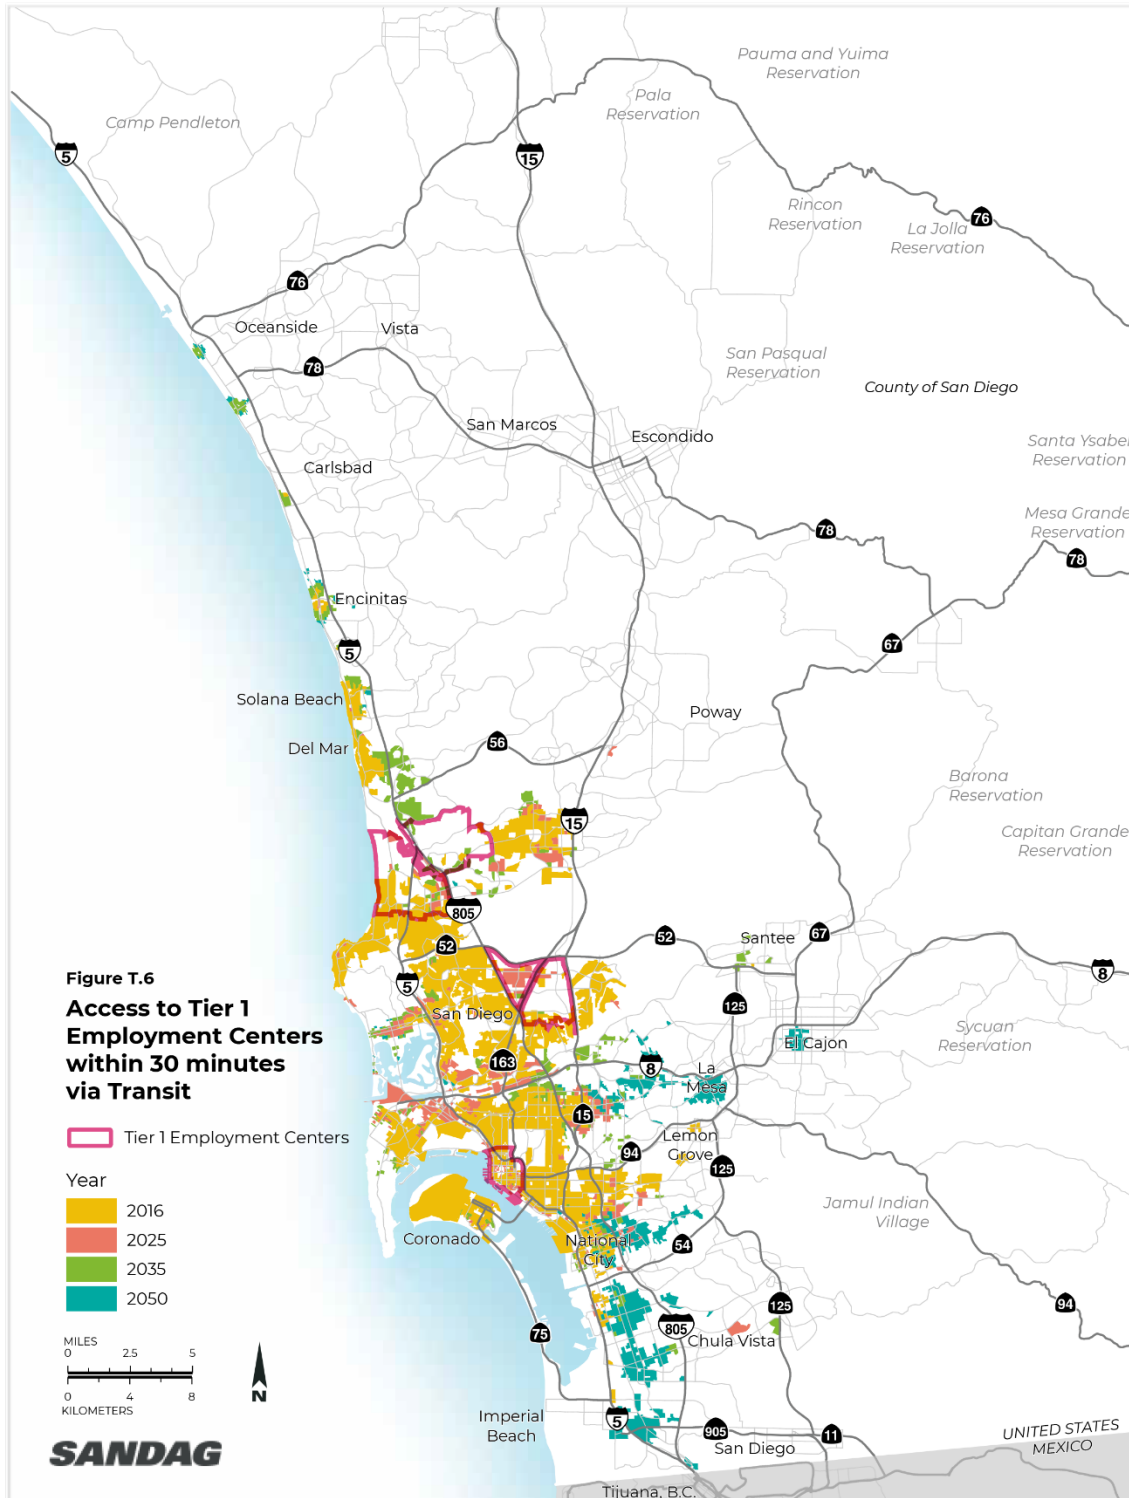 Pauma and Yuima
Reservation
Pala
Reservation
Camp Pendleton
5
15
Rincon
Reservation
76
La Jolla
Reservation
76
Oceanside
Vista
San Pasqual
Reservation
78
County of San Diego
San Marcos
Escondido
Santa Ysabel
Reservation
Carlsbad
Mesa Grande
Reservation
78
78
Encinitas
67
5
Solana Beach
Poway
Del Mar
56
Barona
Reservation
15
Capitan Grande
Reservation
805
52
52
Santee
67
8
5
Figure T.6
Access to Tier 1
Employment Centers
within 30 minutes
via Transit
San Diego
125
Sycuan
Reservation
El Cajon
163
8
La
Mesa
15
Tier 1 Employment Centers
Lemon
Grove
94
125
Year
2016
2025
2035
2050
Jamul Indian
Village
Coronado
National
City
54
125
94
805
75
Chula Vista
MILES
0 2.5 5
0 4 8
KILOMETERS
N
Imperial
Beach
5
905
San Diego
11
UNITED STATES
MEXICO
SANDAG
Tijuana, B.C.